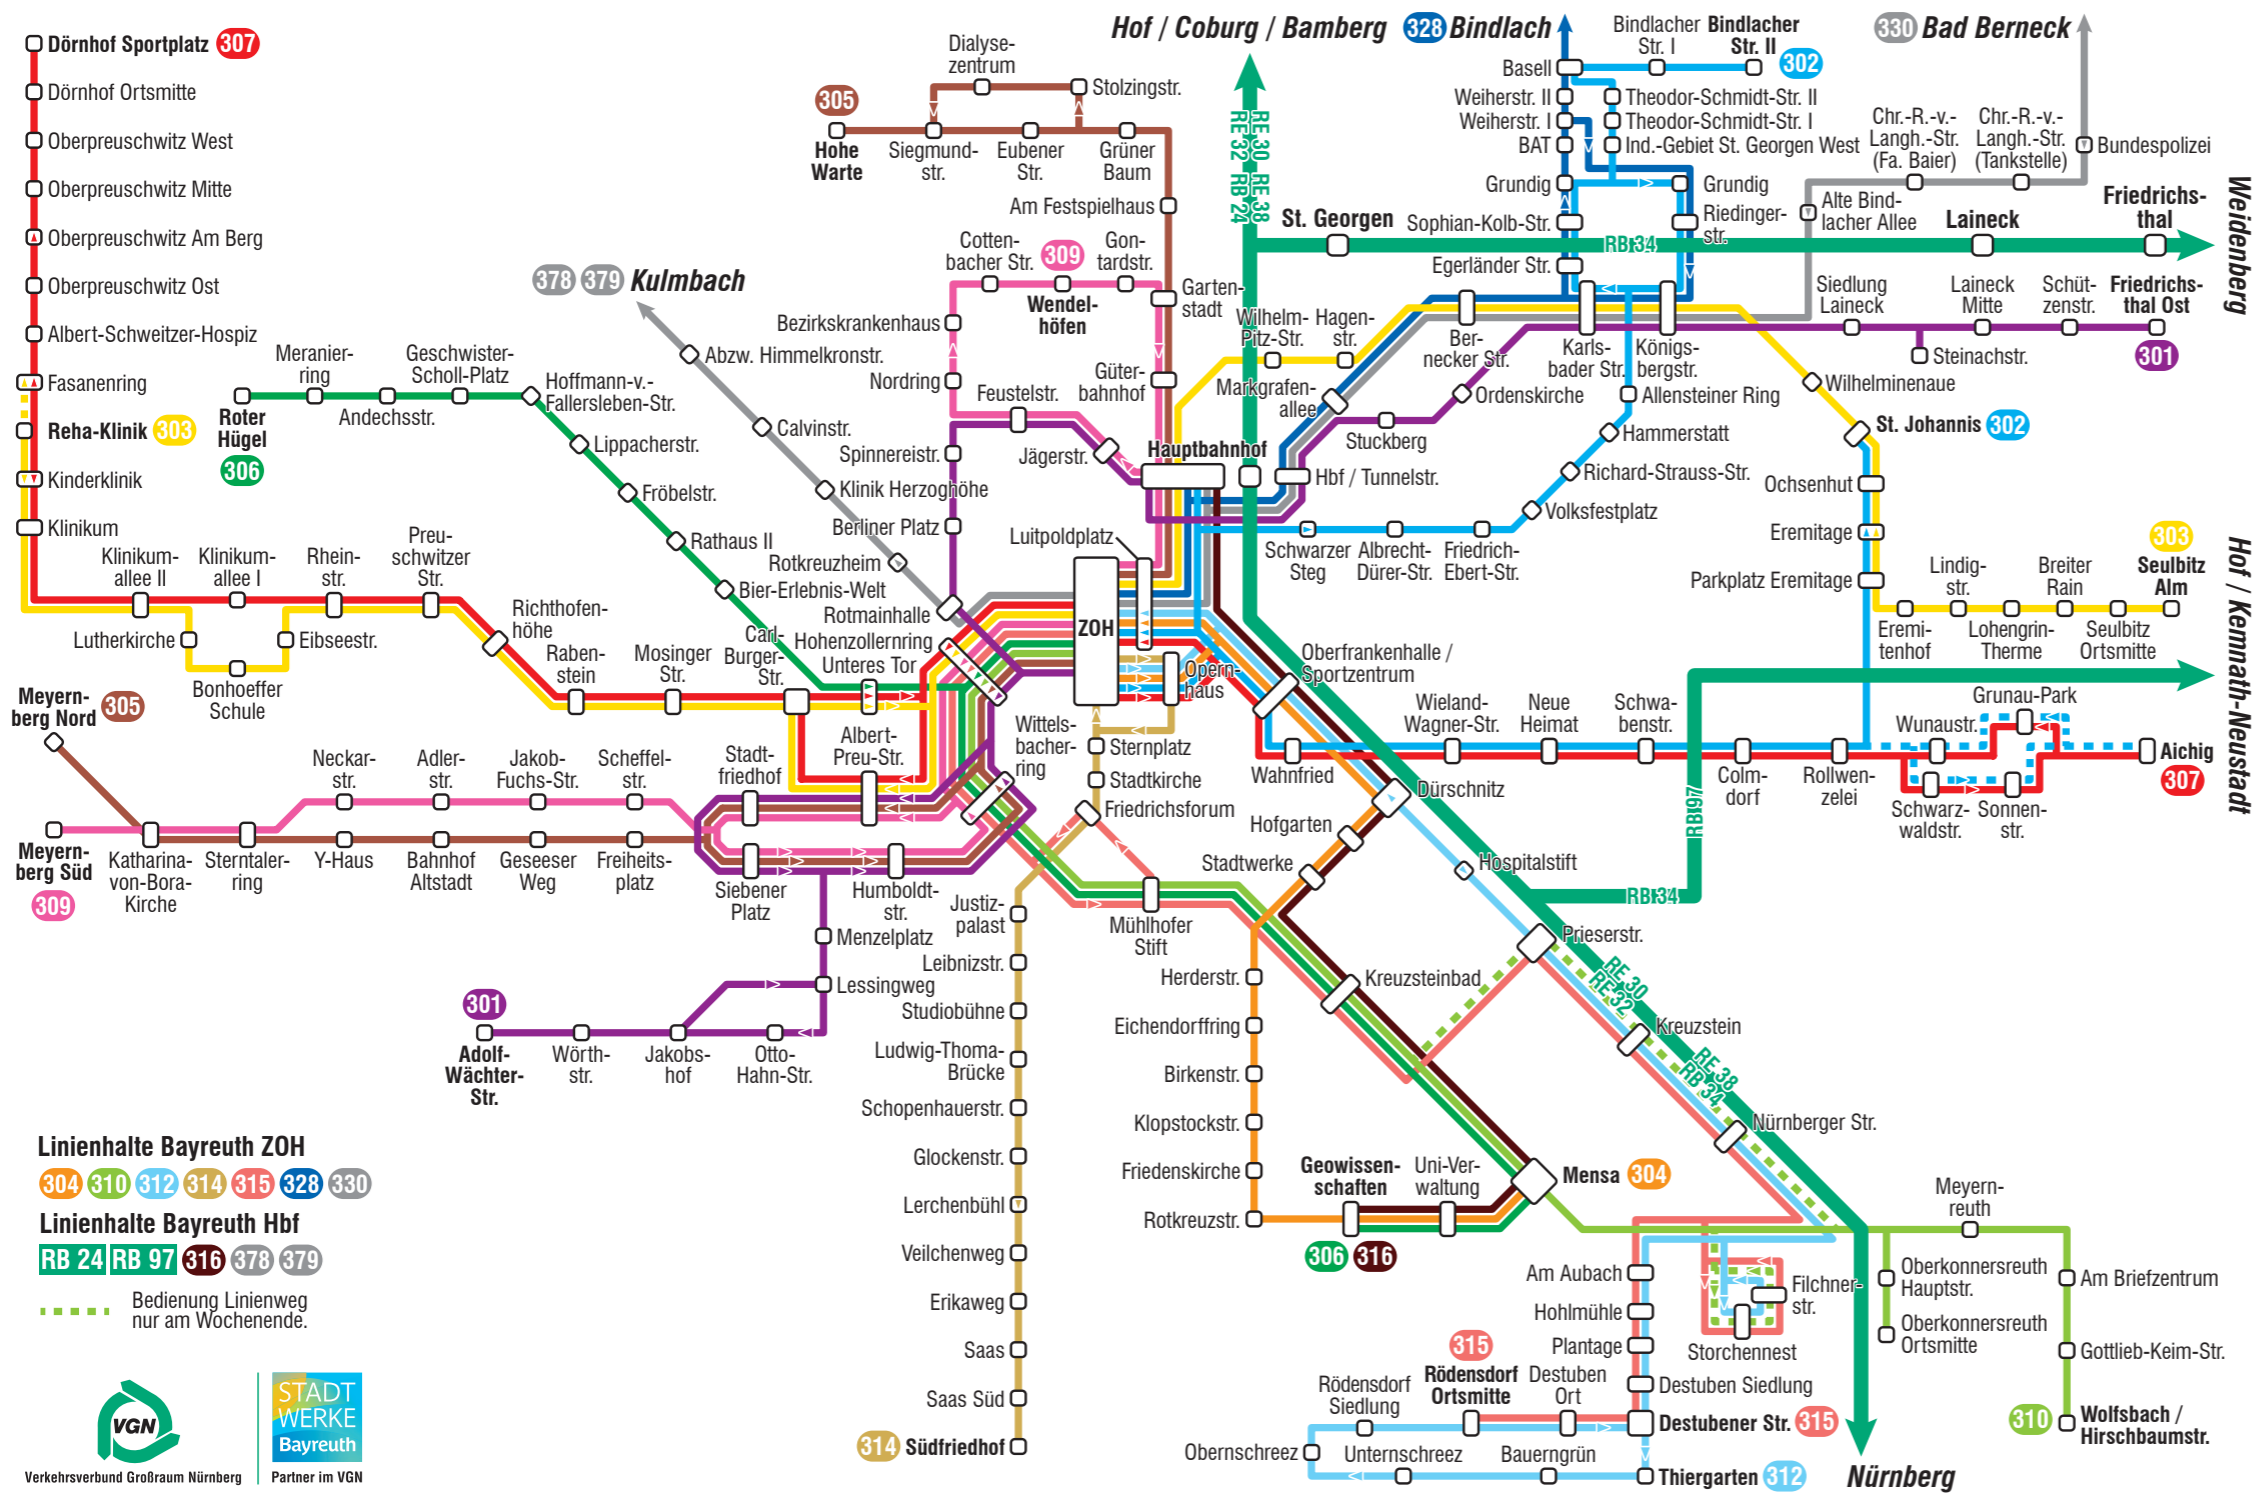 Dörnhof Sportplatz 307
Dörnhof Ortsmitte
Oberpreuschwitz West
Oberpreuschwitz Mitte
Oberpreuschwitz Am Berg
Oberpreuschwitz Ost
Albert-Schweitzer-Hospiz
Fasanenring
Reha-Klinik 303
Kinderklinik
Klinikum
Klinikum-
allee II
Klinikum-
allee I
Rhein-
str.
Preu-
schwitzer
Str.
Lutherkirche
Eibseestr.
Bonhoeffer
Schule
Richthofen-
höhe
Raben-
stein
Mosinger
Str.
Carl-
Burger-
Str.
Roter
Hügel
306
Meranier-
ring
Andechsstr.
Geschwister-
Scholl-Platz
Hoffmann-v.-
Fallersleben-Str.
Lippacherstr.
Fröbelstr.
Rathaus II
Bier-Erlebnis-Welt
Unteres Tor
Hohenzollernring
378 379 Kulmbach
Abzw. Himmelkronstr.
Calvinstr.
Klinik Herzoghöhe
Rotkreuzheim
Rotmainhalle
305
Hohe
Warte
Siegmund-
str.
Dialyse-
zentrum
Eubener
Str.
Stolzingstr.
Grüner
Baum
Am Festspielhaus
Cotten-
bacher Str.
309
Wendel-
höfen
Gon-
tardstr.
Garten-
stadt
Bezirkskrankenhaus
Nordring
Güter-
bahnhof
Feustelstr.
Jägerstr.
Spinnereistr.
Berliner Platz
Hauptbahnhof
Luitpoldplatz
ZOH
Opern-
haus
Hof / Coburg / Bamberg
RE 30 RE 38
RE 32 RB 24
328 Bindlach
Bindlacher
Str. I
Bindlacher
Str. II
302
Basell
Weiherstr. II
Weiherstr. I
BAT
Grundig
Sophian-Kolb-Str.
Egerländer Str.
Theodor-Schmidt-Str. II
Theodor-Schmidt-Str. I
Ind.-Gebiet St. Georgen West
Grundig
Riedinger-
str.
330 Bad Berneck
Bundespolizei
Chr.-R.-v.-
Langh.-Str.
(Fa. Baier)
Chr.-R.-v.-
Langh.-Str.
(Tankstelle)
Alte Bind-
lacher Allee
St. Georgen
RB 34
Laineck
Friedrichs-
thal
Weidenberg
Siedlung
Laineck
Laineck
Mitte
Schüt-
zenstr.
Friedrichs-
thal Ost
301
Steinachstr.
Wilhelm-
Pitz-Str.
Hagen-
str.
Markgrafen-
allee
Ber-
necker Str.
Karls-
bader Str.
Königs-
bergstr.
Ordenskirche
Stuckberg
Hbf / Tunnelstr.
Allensteiner Ring
Hammerstatt
Richard-Strauss-Str.
Volksfestplatz
Schwarzer
Steg
Albrecht-
Dürer-Str.
Friedrich-
Ebert-Str.
Wilhelminenaue
St. Johannis 302
Ochsenhut
Eremitage
Parkplatz Eremitage
Eremi-
tenhof
Lindig-
str.
Lohengrin-
Therme
Breiter
Rain
Seulbitz
Ortsmitte
303
Seulbitz
Alm
Hof / Kemnath-Neustadt
Oberfrankenhalle /
Sportzentrum
Wahnfried
Wieland-
Wagner-Str.
Neue
Heimat
Schwa-
benstr.
Colm-
dorf
Rollwen-
zelei
Wunaustr.
Grunau-Park
Schwarz-
waldstr.
Sonnen-
str.
Aichig
307
RB97
RB 34
Meyern-
berg Nord 305
Meyern-
berg Süd
309
Katharina-
von-Bora-
Kirche
Sterntaler-
ring
Neckar-
str.
Adler-
str.
Jakob-
Fuchs-Str.
Scheffel-
str.
Y-Haus
Bahnhof
Altstadt
Geseeser
Weg
Freiheits-
platz
Stadt-
friedhof
Albert-
Preu-Str.
Siebener
Platz
Humboldt-
str.
Menzelplatz
Lessingweg
301
Adolf-
Wächter-
Str.
Wörth-
str.
Jakobs-
hof
Otto-
Hahn-Str.
Wittels-
bacher-
ring
Sternplatz
Stadtkirche
Friedrichsforum
Justiz-
palast
Leibnizstr.
Studiobühne
Ludwig-Thoma-
Brücke
Schopenhauerstr.
Glockenstr.
Lerchenbühl
Veilchenweg
Erikaweg
Saas
Saas Süd
314 Südfriedhof
Mühlhofer
Stift
Dürschnitz
Hofgarten
Stadtwerke
Hospitalstift
Prieserstr.
Kreuzsteinbad
Herderstr.
Eichendorffring
Birkenstr.
Klopstockstr.
Friedenskirche
Rotkreuzstr.
Geowissen-
schaften
306 316
Uni-Ver-
waltung
Mensa 304
RE 30
RE 32
Kreuzstein
RE 38
RB 34
Nürnberger Str.
Am Aubach
Hohlmühle
Plantage
Destuben Siedlung
Destubener Str. 315
Thiergarten 312
Filchner-
str.
Storchennest
315
Rödensdorf
Ortsmitte
Destuben
Ort
Rödensdorf
Siedlung
Obernschreez
Unternschreez
Bauerngrün
Meyern-
reuth
Oberkonnersreuth
Hauptstr.
Oberkonnersreuth
Ortsmitte
Am Briefzentrum
Gottlieb-Keim-Str.
310 Wolfsbach /
Hirschbaumstr.
Nürnberg
Linienhalte Bayreuth ZOH
304 310 312 314 315 328 330
Linienhalte Bayreuth Hbf
RB 24 RB 97 316 378 379
Bedienung Linienweg
nur am Wochenende.
VGN
Verkehrsverbund Großraum Nürnberg
STADT
WERKE
Bayreuth
Partner im VGN